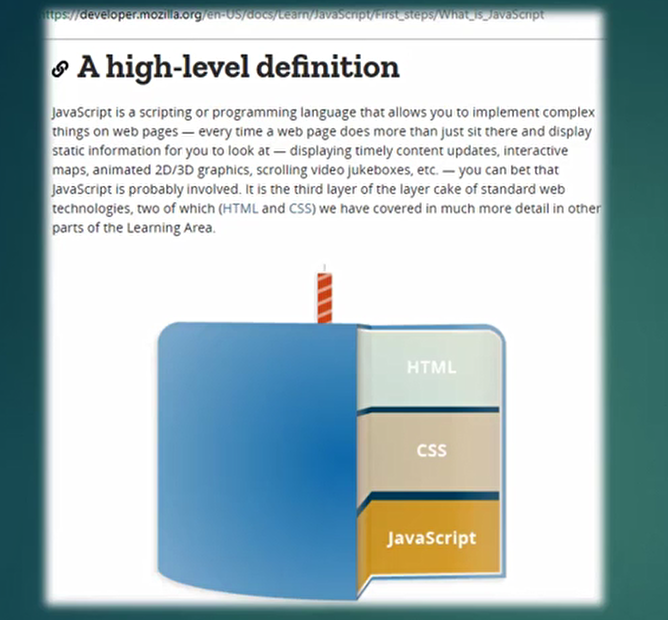 https://developer.mozilla.org/en-US/docs/Learn/JavaScript/First_steps/What_is_JavaScript
A high-level definition
JavaScript is a scripting or programming language that allows you to implement complex
things on web pages — every time a web page does more than just sit there and display
static information for you to look at — displaying timely content updates, interactive
maps, animated 2D/3D graphics, scrolling video jukeboxes, etc. — you can bet that
JavaScript is probably involved. It is the third layer of the layer cake of standard web
technologies, two of which (HTML and CSS) we have covered in much more detail in other
parts of the Learning Area.
HTML
CSS
JavaScript